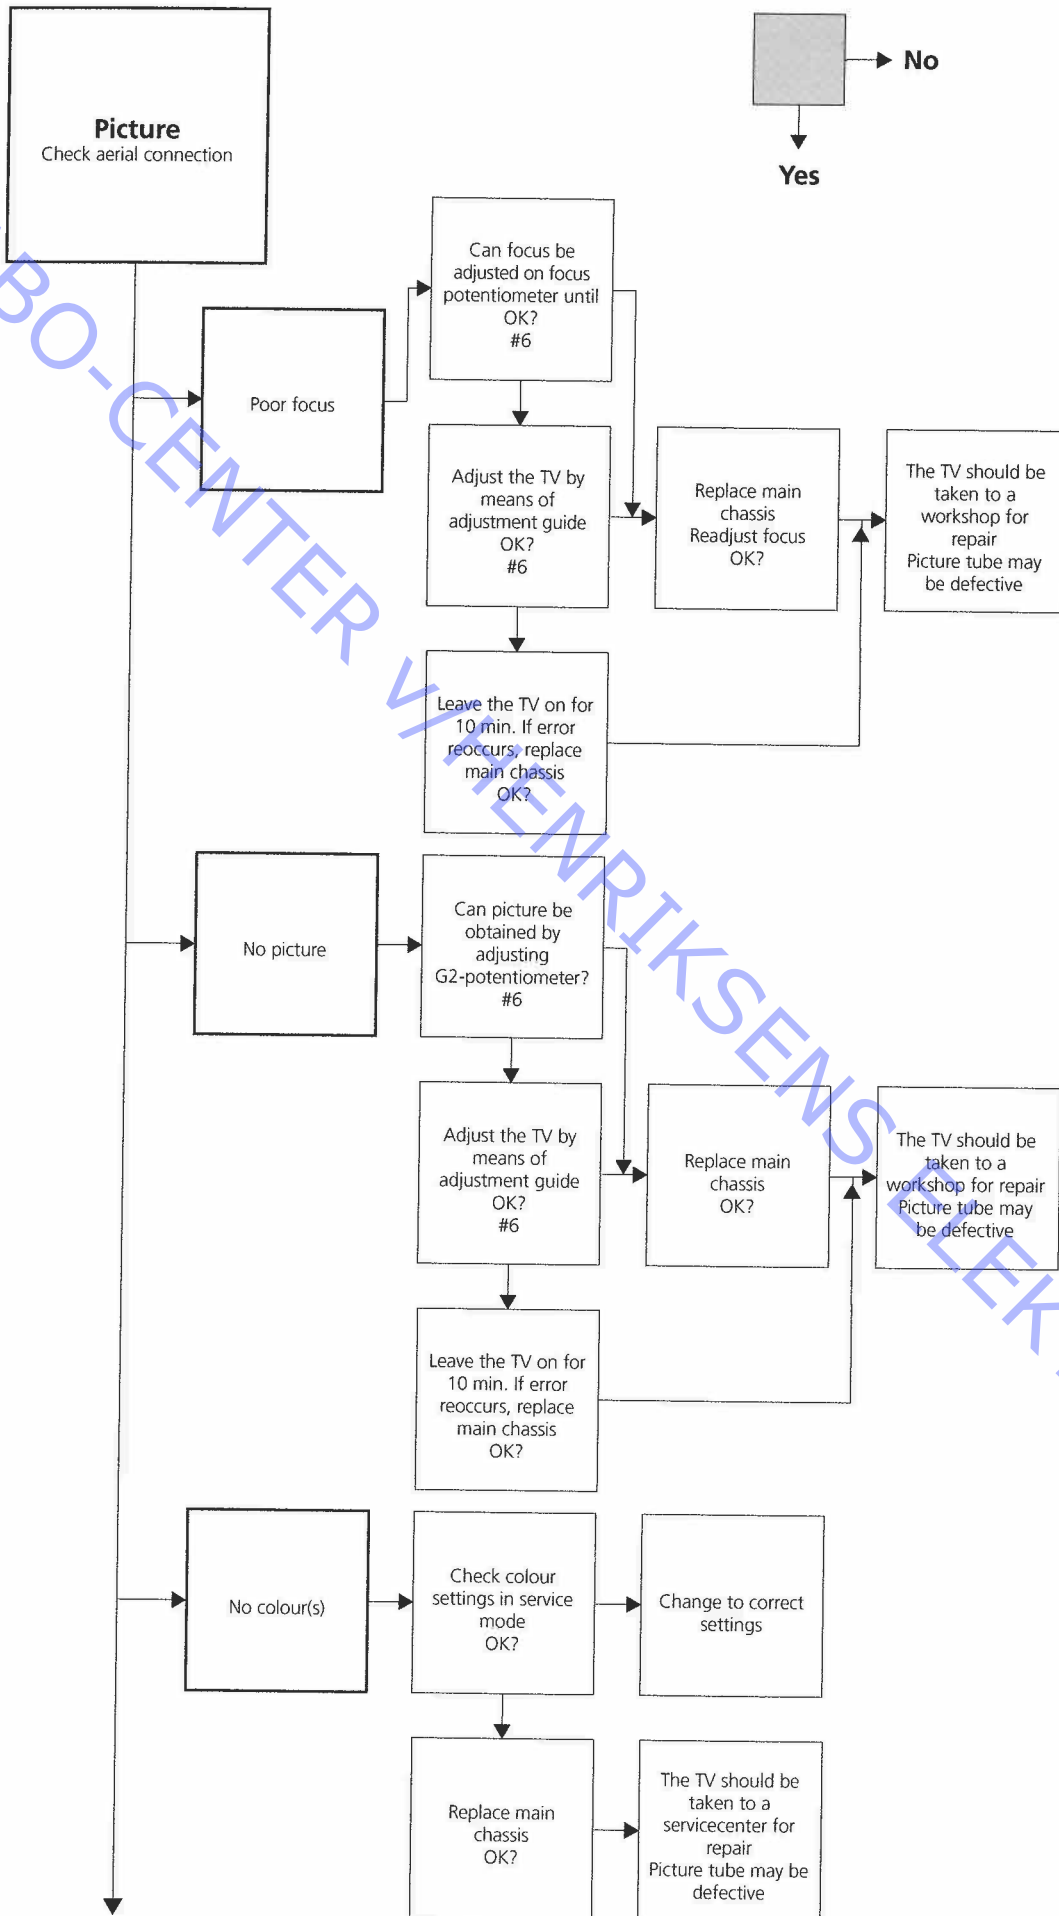 Picture
Check aerial connection
No
Yes
Can focus be
adjusted on focus
potentiometer until
OK?
#6
Poor focus
Adjust the TV by
means of
adjustment guide
OK?
#6
Replace main
chassis
Readjust focus
OK?
The TV should be
taken to a
workshop for
repair
Picture tube may
be defective
Leave the TV on for
10 min. If error
reoccurs, replace
main chassis
OK?
No picture
Can picture be
obtained by
adjusting
G2-potentiometer?
#6
Adjust the TV by
means of
adjustment guide
OK?
#6
Replace main
chassis
OK?
The TV should be
taken to a
workshop for repair
Picture tube may
be defective
Leave the TV on for
10 min. If error
reoccurs, replace
main chassis
OK?
No colour(s)
Check colour
settings in service
mode
OK?
Change to correct
settings
Replace main
chassis
OK?
The TV should be
taken to a
servicecenter for
repair
Picture tube may be
defective
BO-CENTER v/HENRIKSENS ELEK